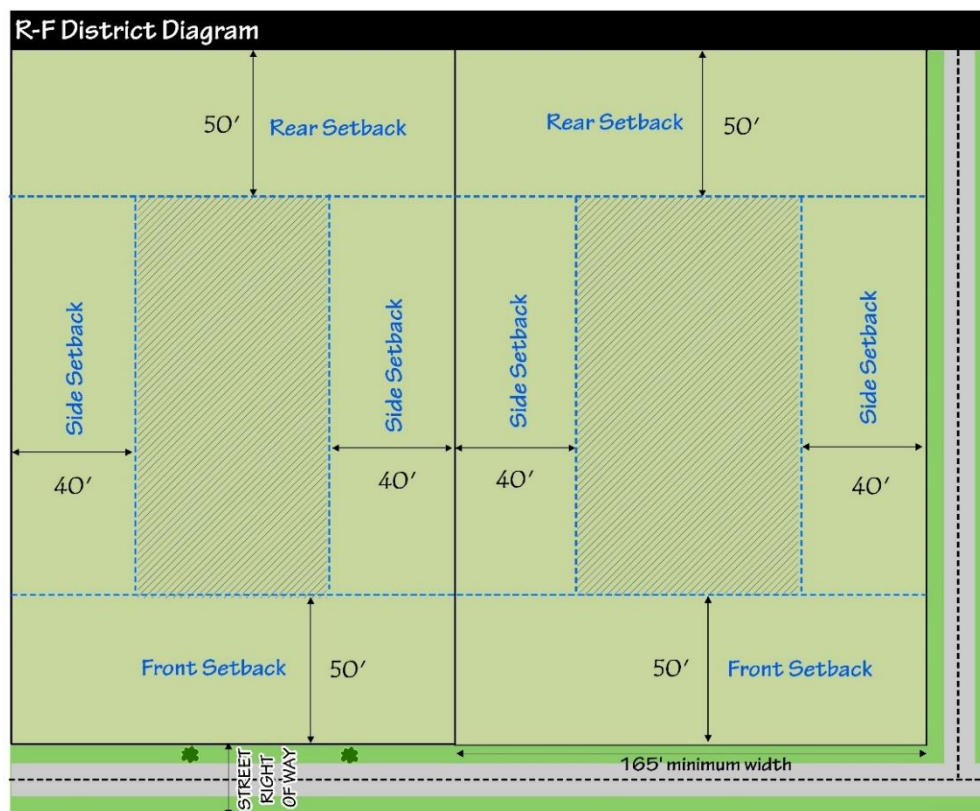 R-F District Diagram
50' Rear Setback
Rear Setback 50'
Side Setback
Side Setback
Side Setback
Side Setback
40'
40'
40'
40'
Front Setback 50'
50' Front Setback
STREET
RIGHT
OF WAY
165' minimum width